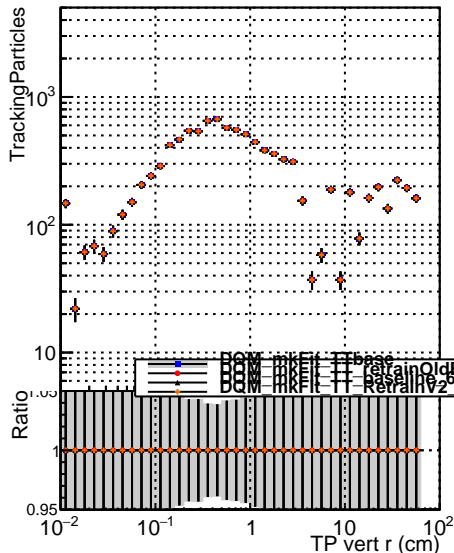 TrackingParticles
10³
10²
10
DQM_mkFit_TTbase
DQM_mkFit_TT_retrainOld
DQM_mkFit_TT_baseline_6
DQM_mkFit_TT_RetrainV2
Ratio
1.05
1
0.95
10⁻² 10⁻¹ 1 10 10²
TP vert r (cm)